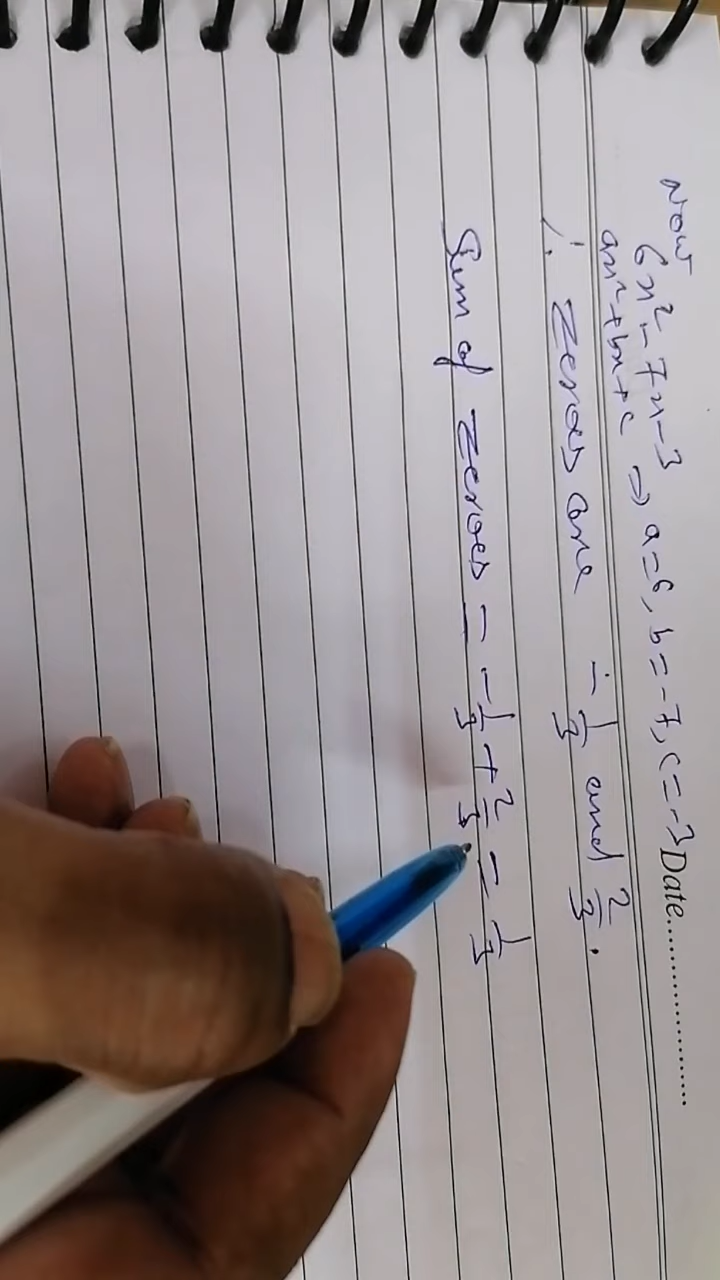 Now
6x² - 7x - 3
ax² + bx + c ⇒ a = 6, b = -7, c = -3
Date....................
∴ Zeroes are - 1/3 and 2/3.
Sum of zeroes = - 1/3 + 2/3 = 1/3